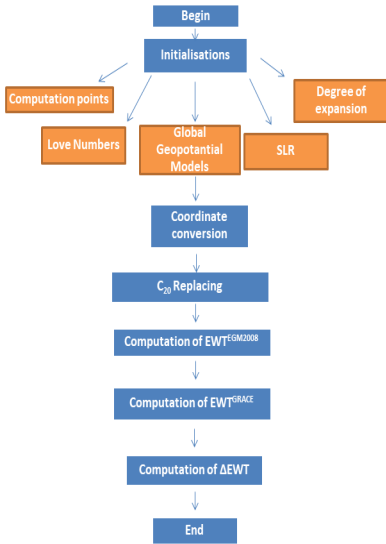 Begin
Initialisations
Computation points
Degree of
expansion
Love Numbers
Global
Geopotantial
Models
SLR
Coordinate
conversion
C₂₀ Replacing
Computation of EWTᴱᴳᴹ²⁰⁰⁸
Computation of EWTᴳᴿᴬᶜᴱ
Computation of ΔEWT
End